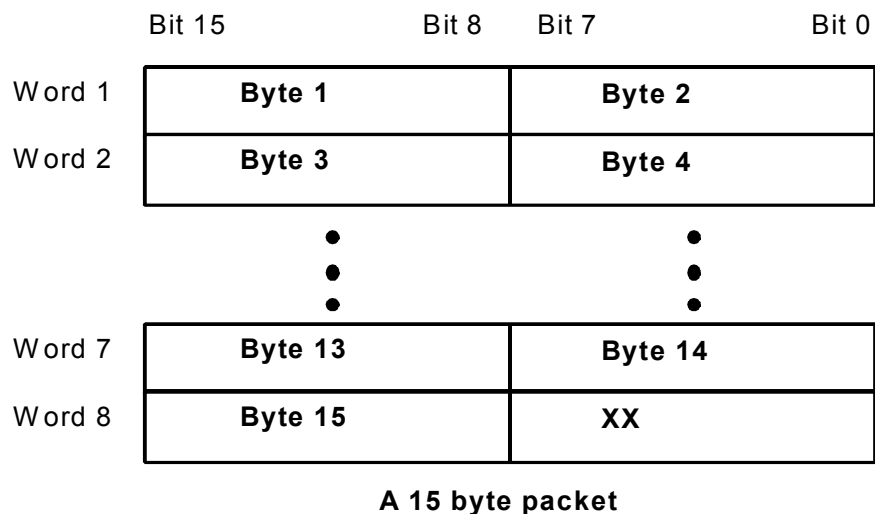 Bit 15 Bit 8 Bit 7 Bit 0
Word 1 Byte 1 Byte 2
Word 2 Byte 3 Byte 4
Word 7 Byte 13 Byte 14
Word 8 Byte 15 XX
A 15 byte packet